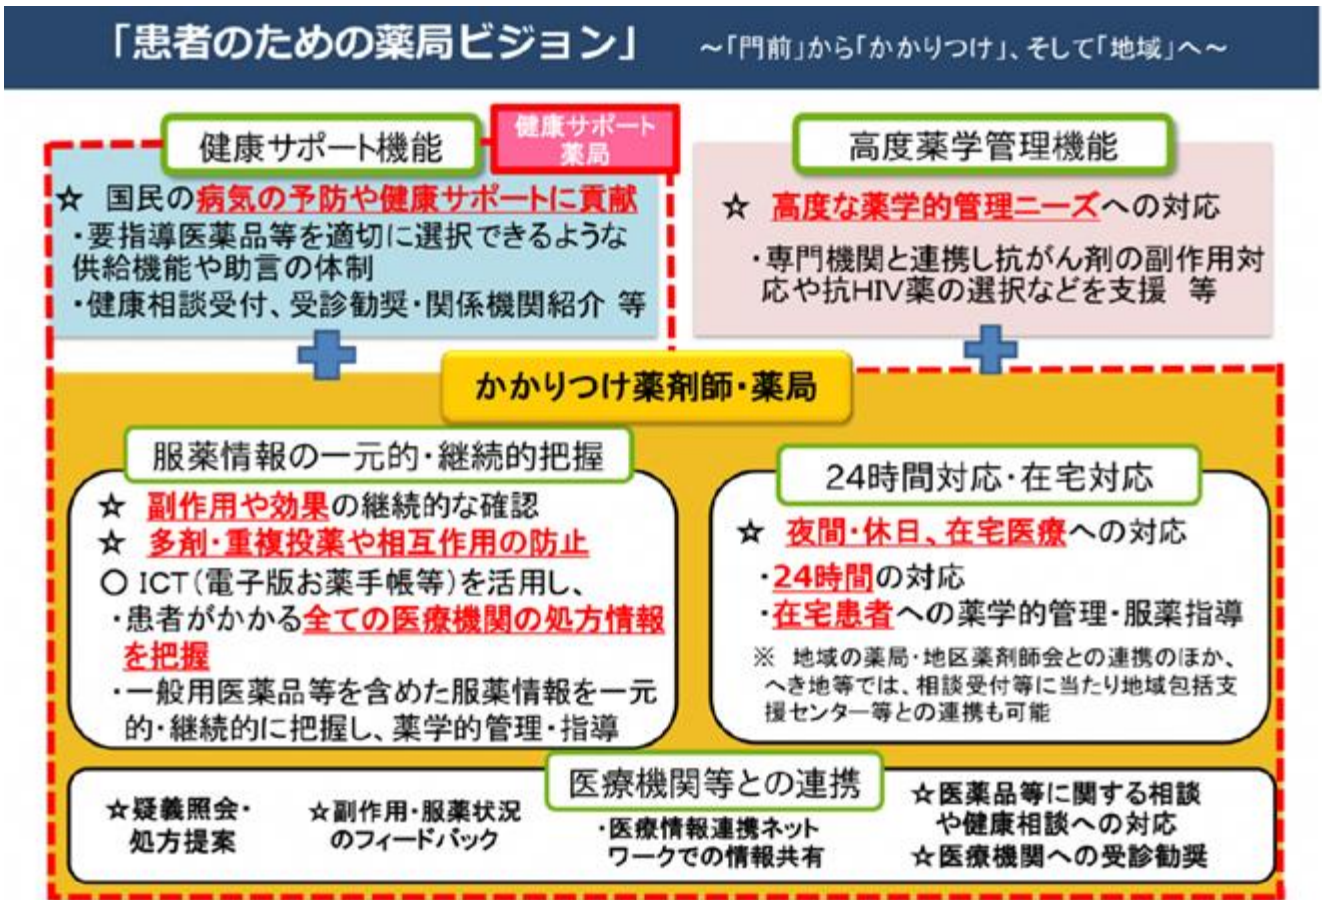 「患者のための薬局ビジョン」 ～「門前」から「かかりつけ」、そして「地域」へ～
健康サポート機能
健康サポート
薬局
☆ 国民の病気の予防や健康サポートに貢献
・要指導医薬品等を適切に選択できるような
供給機能や助言の体制
・健康相談受付、受診勧奨・関係機関紹介 等
高度薬学管理機能
☆ 高度な薬学的管理ニーズへの対応
・専門機関と連携し抗がん剤の副作用対
応や抗HIV薬の選択などを支援 等
かかりつけ薬剤師・薬局
服薬情報の一元的・継続的把握
☆ 副作用や効果の継続的な確認
☆ 多剤・重複投薬や相互作用の防止
○ ICT（電子版お薬手帳等）を活用し、
・患者がかかる全ての医療機関の処方情報
を把握
・一般用医薬品等を含めた服薬情報を一元
的・継続的に把握し、薬学的管理・指導
24時間対応・在宅対応
☆ 夜間・休日、在宅医療への対応
・24時間の対応
・在宅患者への薬学的管理・服薬指導
※ 地域の薬局・地区薬剤師会との連携のほか、
へき地等では、相談受付等に当たり地域包括支
援センター等との連携も可能
医療機関等との連携
☆疑義照会・
処方提案
☆副作用・服薬状況
のフィードバック
・医療情報連携ネット
ワークでの情報共有
☆医薬品等に関する相談
や健康相談への対応
☆医療機関への受診勧奨